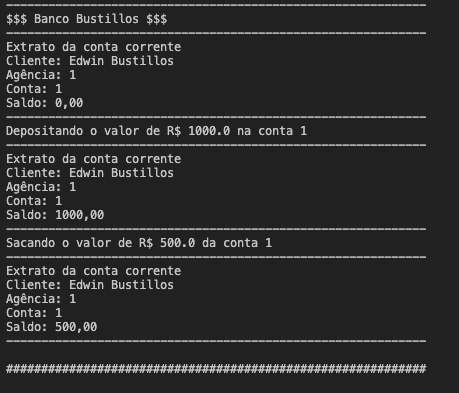 ------------------------------------------------------------
$$$ Banco Bustillos $$$
------------------------------------------------------------
Extrato da conta corrente
Cliente: Edwin Bustillos
Agência: 1
Conta: 1
Saldo: 0,00
------------------------------------------------------------
Depositando o valor de R$ 1000.0 na conta 1
------------------------------------------------------------
Extrato da conta corrente
Cliente: Edwin Bustillos
Agência: 1
Conta: 1
Saldo: 1000,00
------------------------------------------------------------
Sacando o valor de R$ 500.0 da conta 1
------------------------------------------------------------
Extrato da conta corrente
Cliente: Edwin Bustillos
Agência: 1
Conta: 1
Saldo: 500,00
------------------------------------------------------------
############################################################